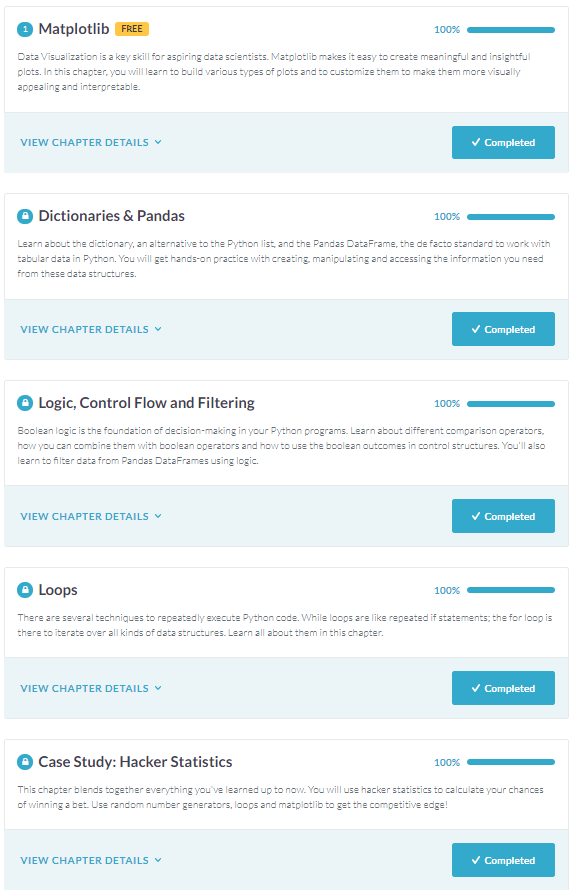 1 Matplotlib FREE 100%
Data Visualization is a key skill for aspiring data scientists. Matplotlib makes it easy to create meaningful and insightful
plots. In this chapter, you will learn to build various types of plots and to customize them to make them more visually
appealing and interpretable.
VIEW CHAPTER DETAILS Completed
Dictionaries & Pandas 100%
Learn about the dictionary, an alternative to the Python list, and the Pandas DataFrame, the de facto standard to work with
tabular data in Python. You will get hands-on practice with creating, manipulating and accessing the information you need
from these data structures.
VIEW CHAPTER DETAILS Completed
Logic, Control Flow and Filtering 100%
Boolean logic is the foundation of decision-making in your Python programs. Learn about different comparison operators,
how you can combine them with boolean operators and how to use the boolean outcomes in control structures. You'll also
learn to filter data from Pandas DataFrames using logic.
VIEW CHAPTER DETAILS Completed
Loops 100%
There are several techniques to repeatedly execute Python code. While loops are like repeated if statements; the for loop is
there to iterate over all kinds of data structures. Learn all about them in this chapter.
VIEW CHAPTER DETAILS Completed
Case Study: Hacker Statistics 100%
This chapter blends together everything you've learned up to now. You will use hacker statistics to calculate your chances
of winning a bet. Use random number generators, loops and matplotlib to get the competitive edge!
VIEW CHAPTER DETAILS Completed